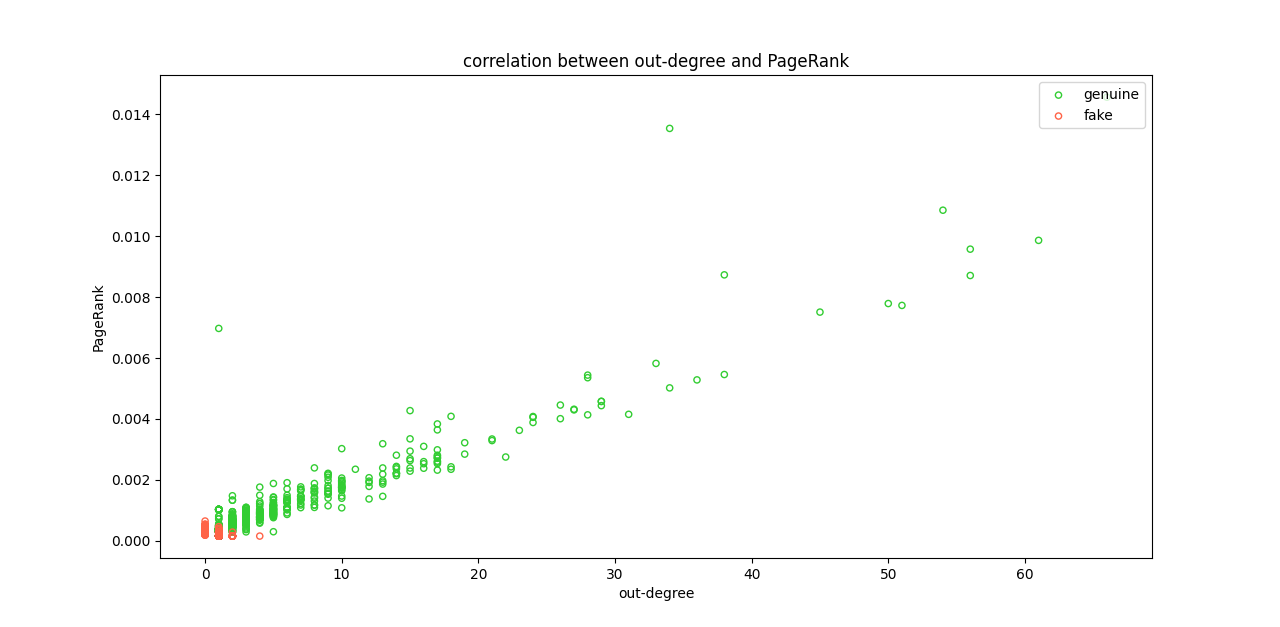 correlation between out-degree and PageRank
genuine
fake
0.014
0.012
0.010
0.008
0.006
0.004
0.002
0.000
PageRank
0 10 20 30 40 50 60
out-degree